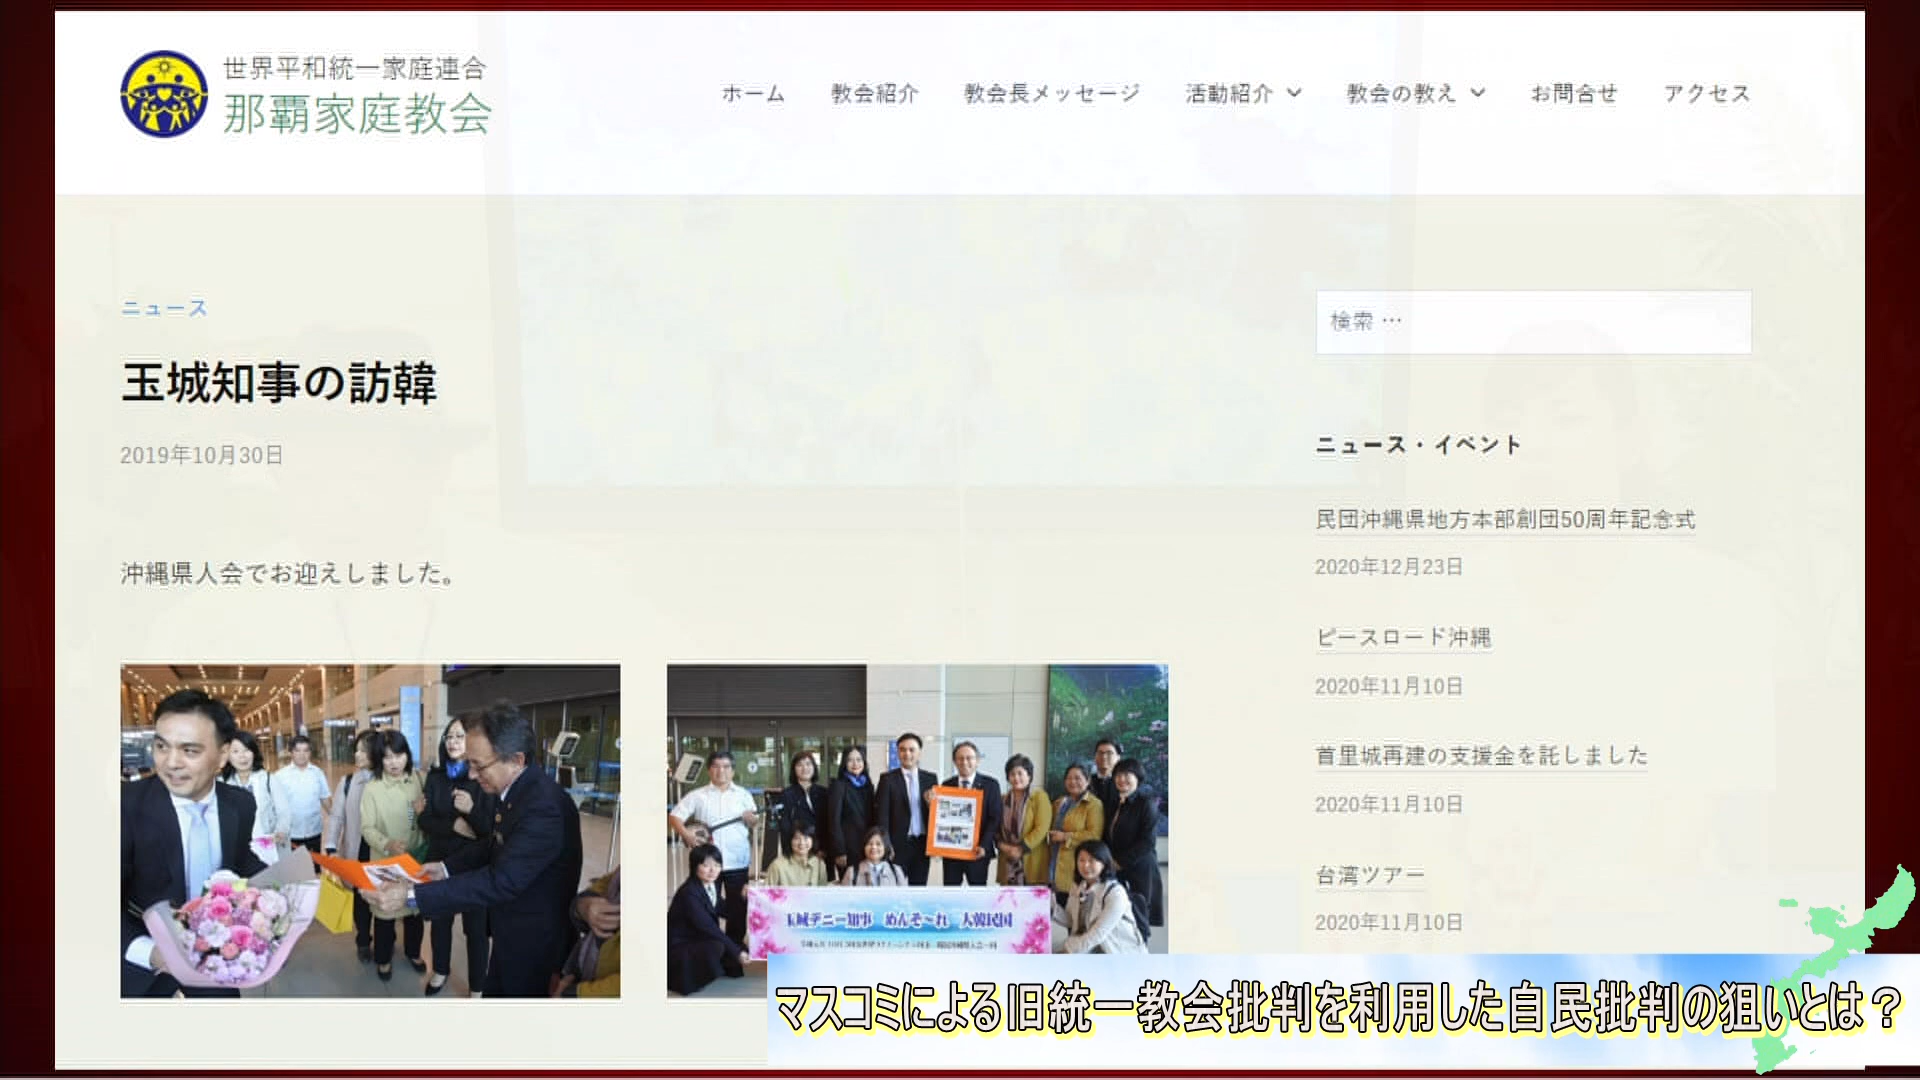 世界平和統一家庭連合
那覇家庭教会
ホーム 教会紹介 教会長メッセージ 活動紹介 教会の教え お問合せ アクセス
ニュース
玉城知事の訪韓
2019年10月30日
沖縄県人会でお迎えしました。
検索 …
ニュース・イベント
民団沖縄県地方本部創団50周年記念式
2020年12月23日
ピースロード沖縄
2020年11月10日
首里城再建の支援金を託しました
2020年11月10日
台湾ツアー
2020年11月10日
玉城デニー知事 めんそ~れ 大韓民国
マスコミによる旧統一教会批判を利用した自民批判の狙いとは？